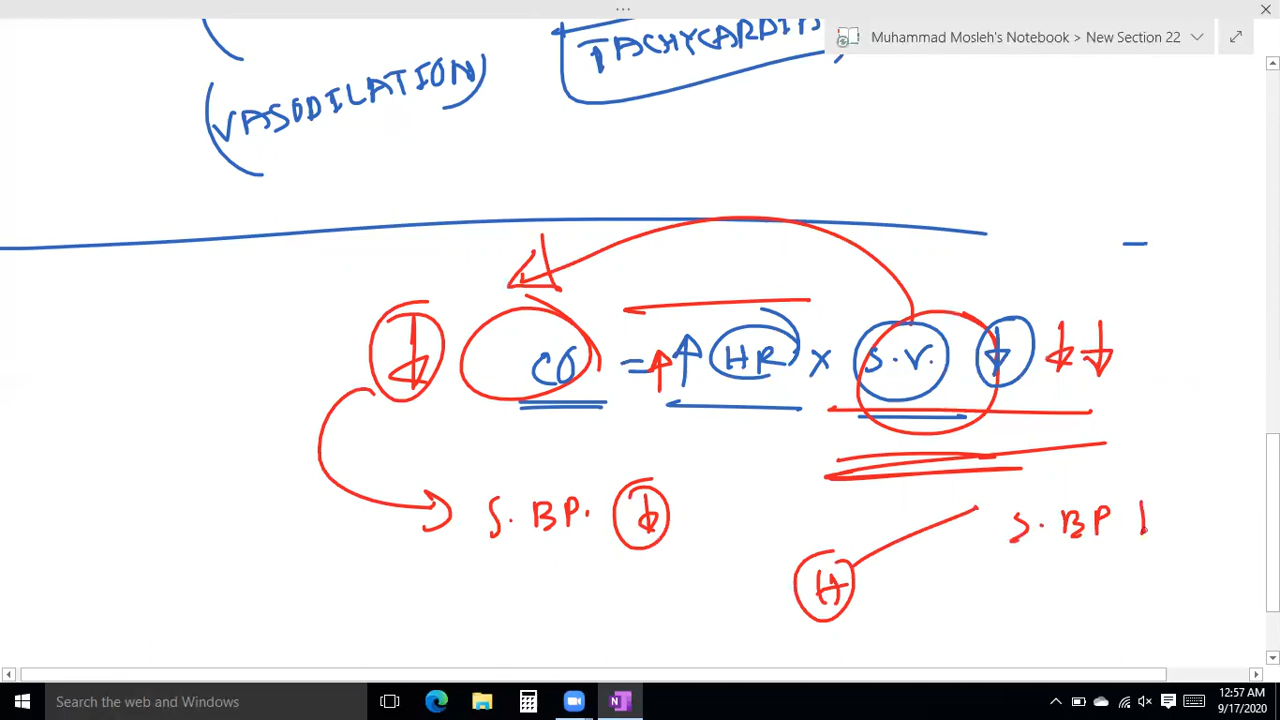 TACHYCARDIA
Muhammad Mosleh's Notebook > New Section 22
VASODILATION
↓ CO = ↑↑ HR x S.V. ↓ ↓↓
S. BP. ↓
S. BP
H
Search the web and Windows
12:57 AM
9/17/2020